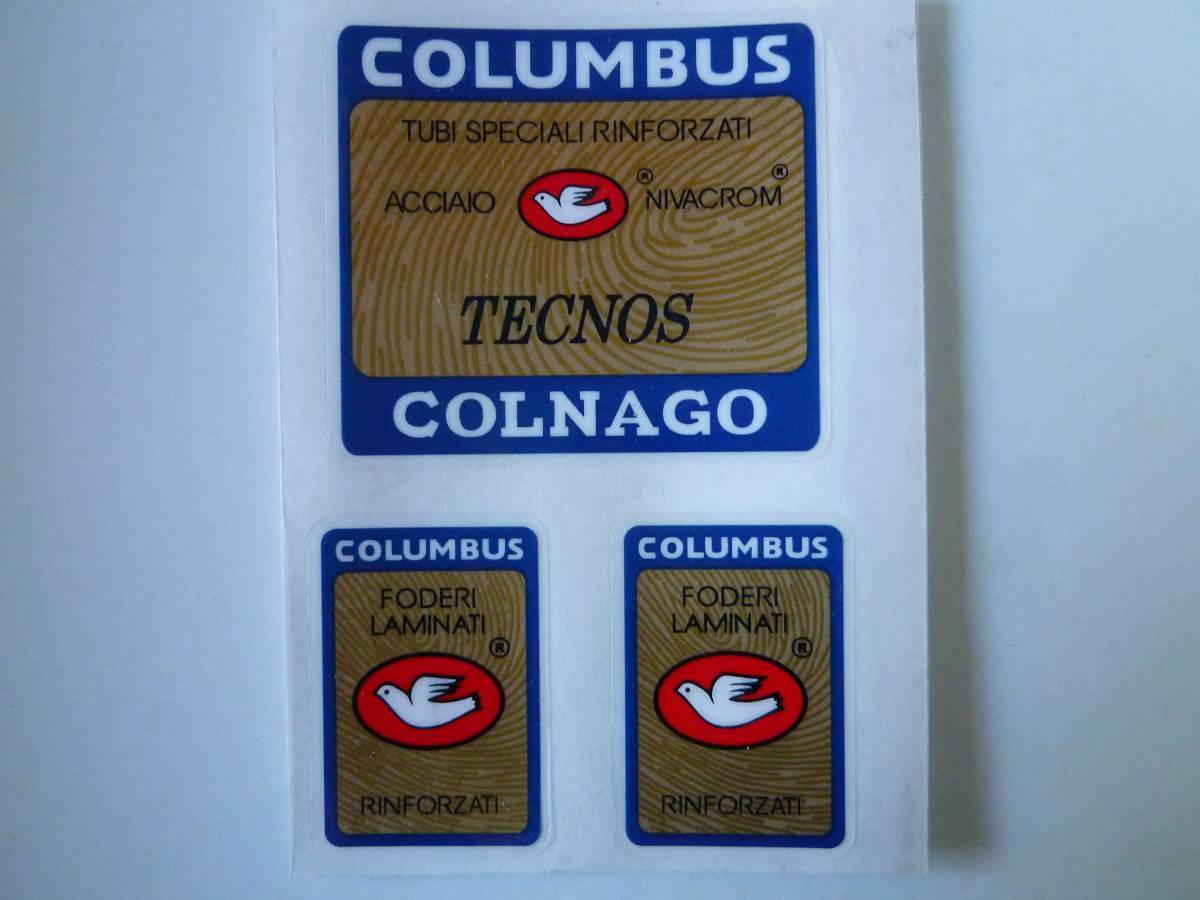 COLUMBUS
TUBI SPECIALI RINFORZATI
ACCIAIO ® NIVACROM®
TECNOS
COLNAGO
COLUMBUS
FODERI
LAMINATI
®
RINFORZATI
COLUMBUS
FODERI
LAMINATI
®
RINFORZATI